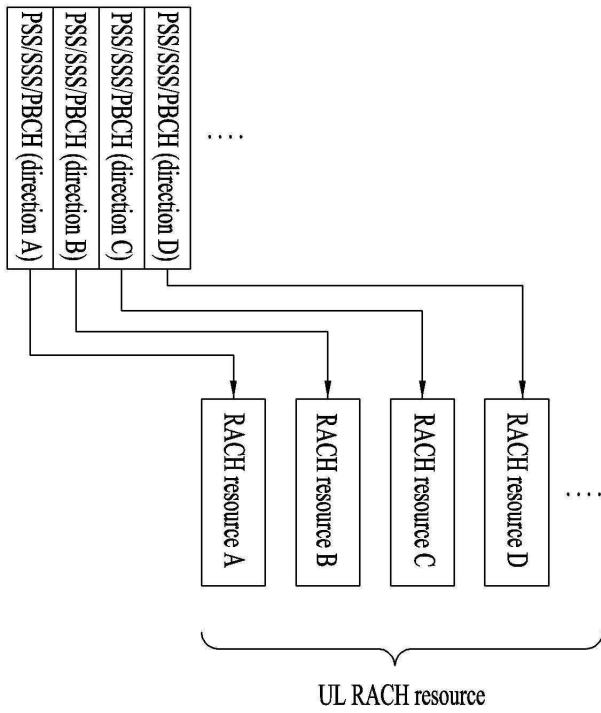 PSS/SSS/PBCH (direction A)
PSS/SSS/PBCH (direction B)
PSS/SSS/PBCH (direction C)
PSS/SSS/PBCH (direction D)
....
RACH resource A
RACH resource B
RACH resource C
RACH resource D
....
UL RACH resource